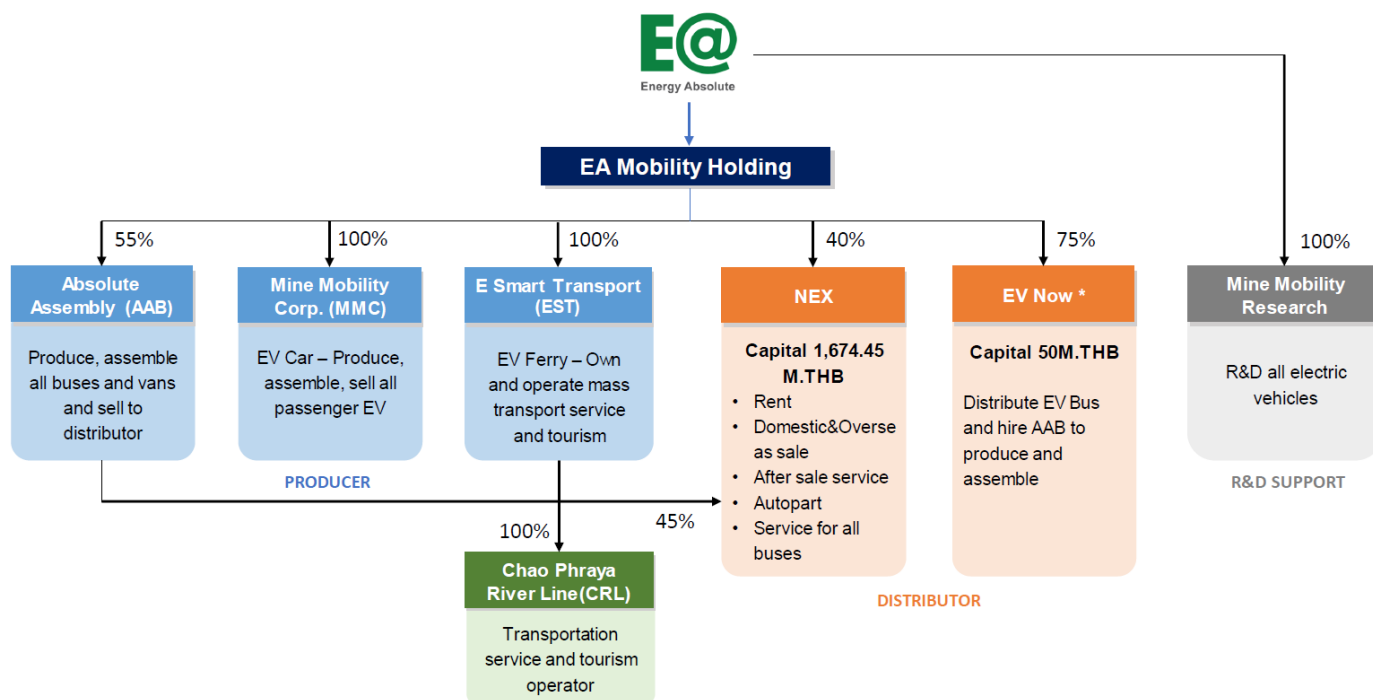 E@
Energy Absolute
EA Mobility Holding
55%
100%
100%
40%
75%
100%
Absolute
Assembly (AAB)
Produce, assemble
all buses and vans
and sell to
distributor
Mine Mobility
Corp. (MMC)
EV Car – Produce,
assemble, sell all
passenger EV
E Smart Transport
(EST)
EV Ferry – Own
and operate mass
transport service
and tourism
NEX
Capital 1,674.45
M.THB
• Rent
• Domestic&Overse
as sale
• After sale service
• Autopart
• Service for all
buses
EV Now *
Capital 50M.THB
Distribute EV Bus
and hire AAB to
produce and
assemble
Mine Mobility
Research
R&D all electric
vehicles
PRODUCER
R&D SUPPORT
45%
100%
DISTRIBUTOR
Chao Phraya
River Line(CRL)
Transportation
service and tourism
operator